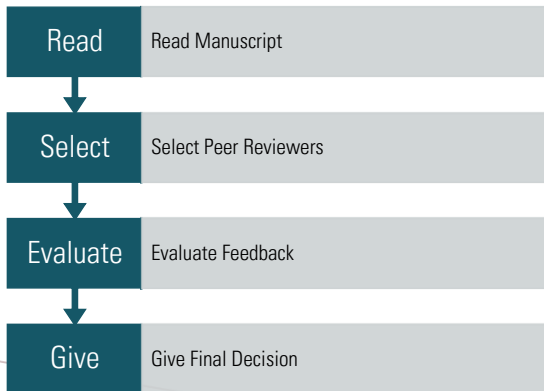 Read
Read Manuscript
Select
Select Peer Reviewers
Evaluate
Evaluate Feedback
Give
Give Final Decision